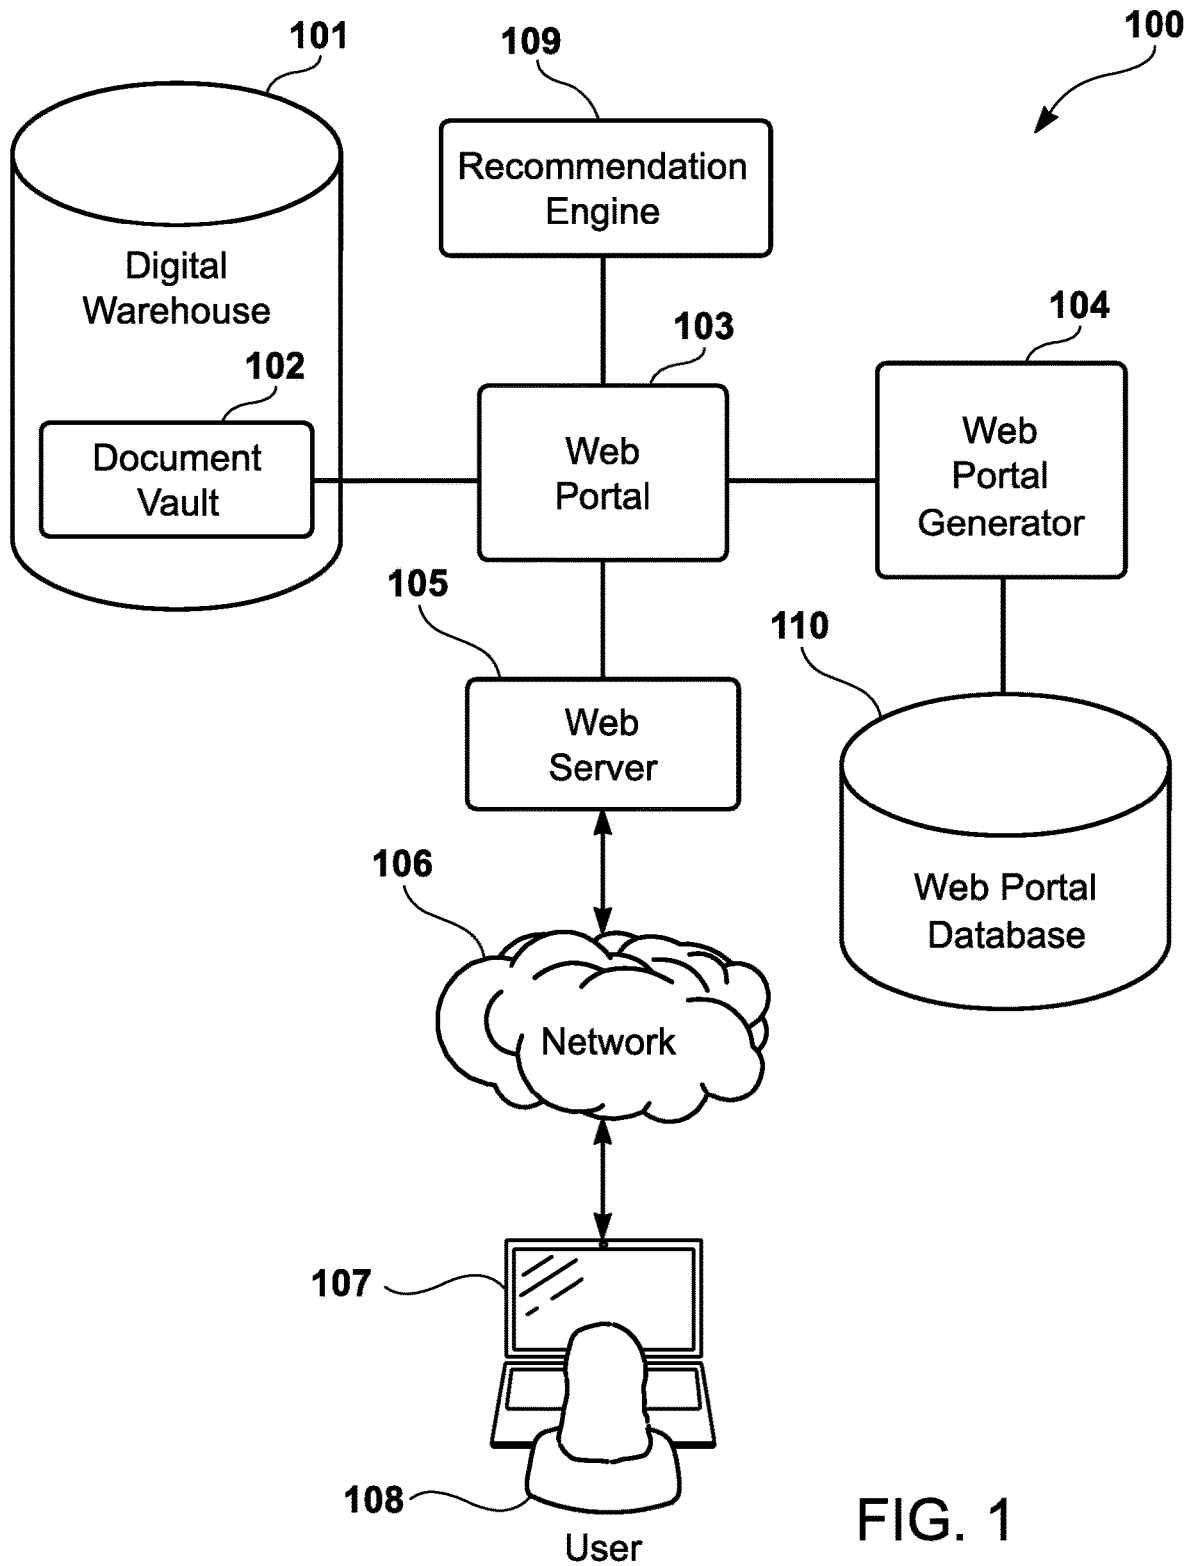 100
101
109
Recommendation
Engine
Digital
Warehouse
102
Document
Vault
103
Web
Portal
104
Web
Portal
Generator
105
Web
Server
110
Web Portal
Database
106
Network
107
108
User
FIG. 1